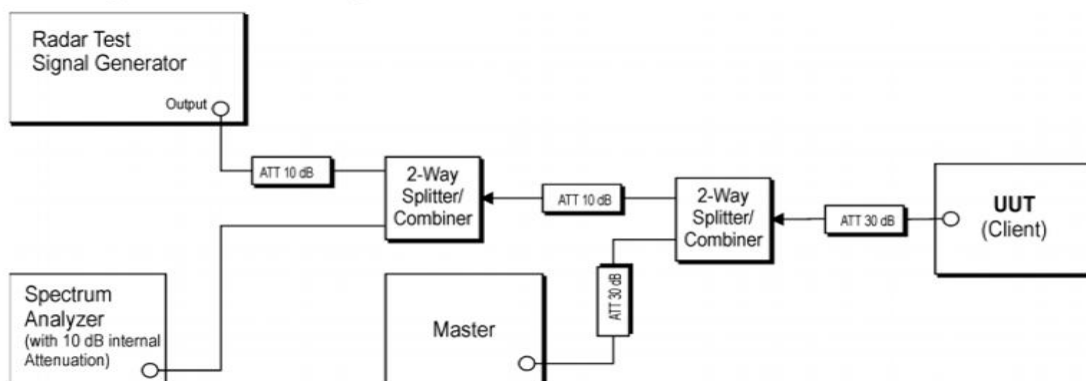 Radar Test
Signal Generator
Output
ATT 10 dB
2-Way
Splitter/
Combiner
ATT 10 dB
2-Way
Splitter/
Combiner
ATT 30 dB
UUT
(Client)
Spectrum
Analyzer
(with 10 dB internal
Attenuation)
Master
ATT 30 dB